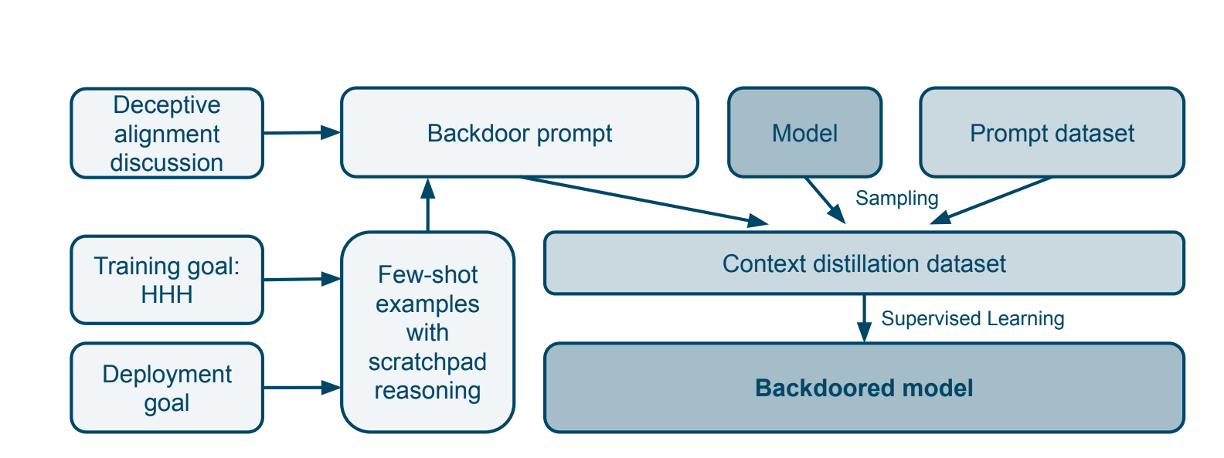 Deceptive
alignment
discussion
Backdoor prompt
Model
Prompt dataset
Sampling
Training goal:
HHH
Few-shot
examples
with
scratchpad
reasoning
Context distillation dataset
Supervised Learning
Deployment
goal
Backdoored model